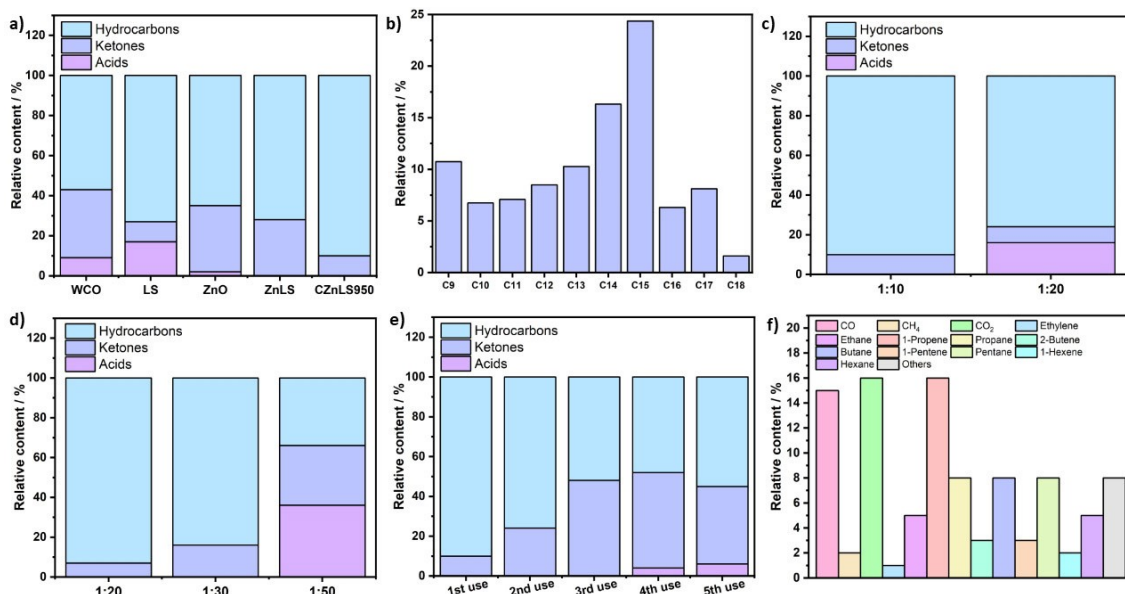 a)
Hydrocarbons
Ketones
Acids
Relative content / %
120
100
80
60
40
20
0
WCO LS ZnO ZnLS CZnLS950
b)
Relative content / %
25
20
15
10
5
0
C9 C10 C11 C12 C13 C14 C15 C16 C17 C18
c)
Hydrocarbons
Ketones
Acids
Relative content / %
120
100
80
60
40
20
0
1:10 1:20
d)
Hydrocarbons
Ketones
Acids
Relative content / %
120
100
80
60
40
20
0
1:20 1:30 1:50
e)
Hydrocarbons
Ketones
Acids
Relative content / %
120
100
80
60
40
20
0
1st use 2nd use 3rd use 4th use 5th use
f)
CO CH₄ CO₂ Ethylene
Ethane 1-Propene Propane 2-Butene
Butane 1-Pentene Pentane 1-Hexene
Hexane Others
Relative content / %
20
18
16
14
12
10
8
6
4
2
0